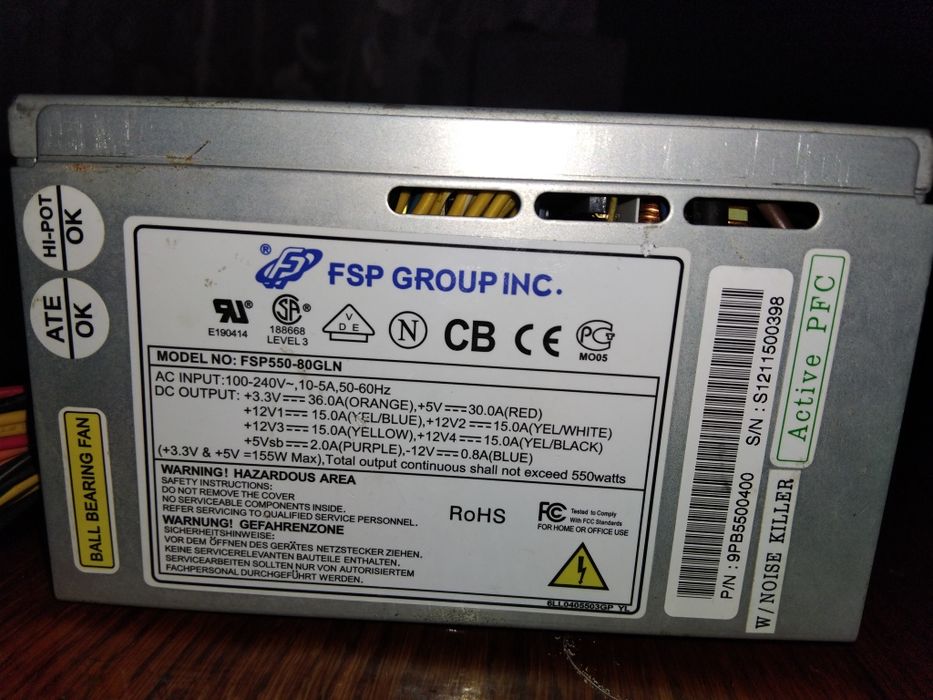 HI-POT
OK
ATE
OK
BALL BEARING FAN
® FSP GROUP INC.
E190414
188668
LEVEL 3
VDE
N
CB CE
MO05
MODEL NO: FSP550-80GLN
AC INPUT:100-240V~,10-5A,50-60Hz
DC OUTPUT: +3.3V⎓36.0A(ORANGE),+5V⎓30.0A(RED)
+12V1⎓15.0A(YEL/BLUE),+12V2⎓15.0A(YEL/WHITE)
+12V3⎓15.0A(YELLOW),+12V4⎓15.0A(YEL/BLACK)
+5Vsb⎓2.0A(PURPLE),-12V⎓0.8A(BLUE)
(+3.3V & +5V =155W Max),Total output continuous shall not exceed 550watts
WARNING! HAZARDOUS AREA
SAFETY INSTRUCTIONS:
DO NOT REMOVE THE COVER
NO SERVICEABLE COMPONENTS INSIDE.
REFER SERVICING TO QUALIFIED SERVICE PERSONNEL.
WARNUNG! GEFAHRENZONE
SICHERHEITSHINWEISE:
VOR DEM ÖFFNEN DES GERÄTES NETZSTECKER ZIEHEN.
KEINE SERVICERELEVANTEN BAUTEILE ENTHALTEN.
SERVICEARBEITEN SOLLTEN NUR VON AUTORISIERTEM
FACHPERSONAL DURCHGEFÜHRT WERDEN.
RoHS
FC Tested to Comply
With FCC Standards
FOR HOME OR OFFICE USE
6LL0405503GP YL
P/N : 9PB5500400 S/N : S1211500398
W/NOISE KILLER
Active PFC